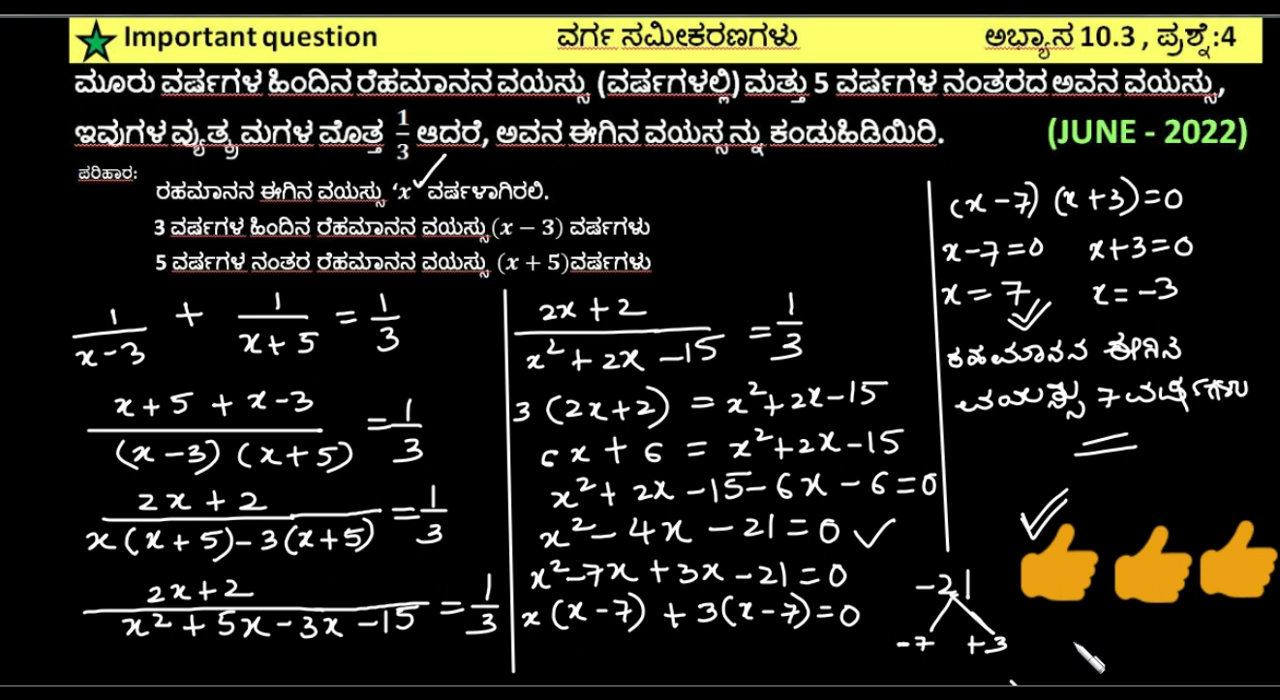 Important question ವರ್ಗ ಸಮೀಕರಣಗಳು ಅಭ್ಯಾಸ 10.3 , ಪ್ರಶ್ನೆ:4
ಮೂರು ವರ್ಷಗಳ ಹಿಂದಿನ ರೆಹಮಾನನ ವಯಸ್ಸು (ವರ್ಷಗಳಲ್ಲಿ) ಮತ್ತು 5 ವರ್ಷಗಳ ನಂತರದ ಅವನ ವಯಸ್ಸು,
ಇವುಗಳ ವ್ಯುತ್ಕ್ರಮಗಳ ಮೊತ್ತ 1/3 ಆದರೆ, ಅವನ ಈಗಿನ ವಯಸ್ಸನ್ನು ಕಂಡುಹಿಡಿಯಿರಿ. (JUNE - 2022)
ಪರಿಹಾರ:
ರಹಮಾನನ ಈಗಿನ ವಯಸ್ಸು 'x' ವರ್ಷಳಾಗಿರಲಿ.
3 ವರ್ಷಗಳ ಹಿಂದಿನ ರೆಹಮಾನನ ವಯಸ್ಸು (x − 3) ವರ್ಷಗಳು
5 ವರ್ಷಗಳ ನಂತರ ರೆಹಮಾನನ ವಯಸ್ಸು (x + 5)ವರ್ಷಗಳು
1/(x-3) + 1/(x+5) = 1/3
(x+5+x-3)/((x-3)(x+5)) = 1/3
(2x+2)/(x(x+5)-3(x+5)) = 1/3
(2x+2)/(x²+5x-3x-15) = 1/3
(2x+2)/(x²+2x-15) = 1/3
3(2x+2) = x²+2x-15
6x+6 = x²+2x-15
x²+2x-15-6x-6=0
x²-4x-21=0
x²-7x+3x-21=0
x(x-7)+3(x-7)=0
(x-7)(x+3)=0
x-7=0 x+3=0
x=7 x=-3
ರಹಮಾನನ ಈಗಿನ
ವಯಸ್ಸು 7 ವರ್ಷಗಳು
-21
-7 +3